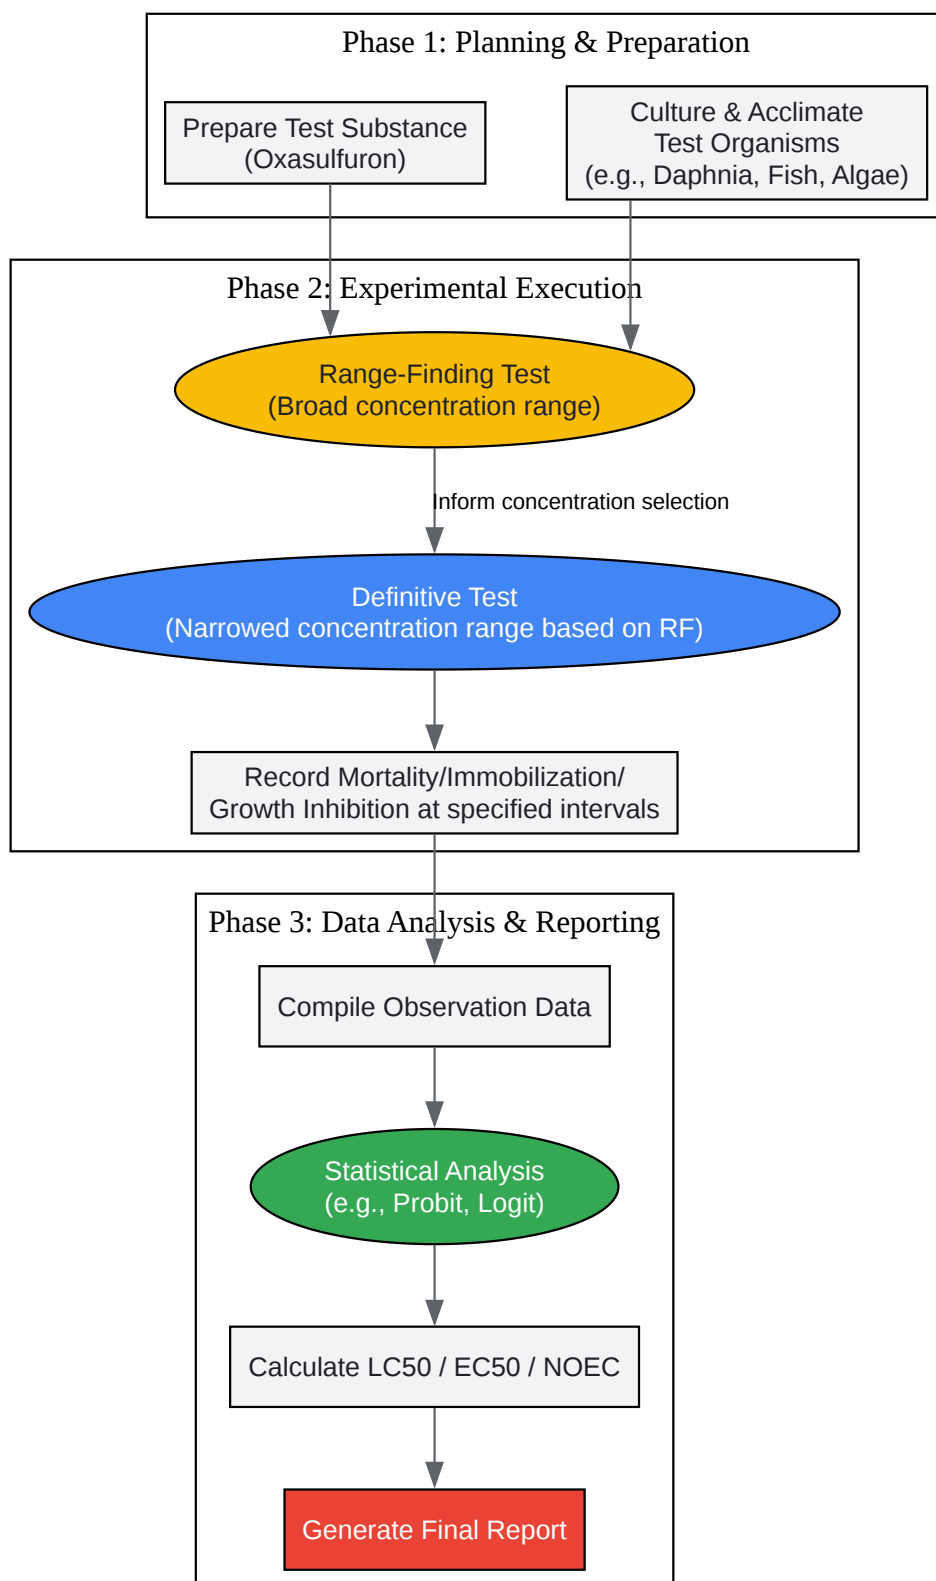 Phase 1: Planning & Preparation
Prepare Test Substance
(Oxasulfuron)
Culture & Acclimate
Test Organisms
(e.g., Daphnia, Fish, Algae)
Phase 2: Experimental Execution
Range-Finding Test
(Broad concentration range)
Inform concentration selection
Definitive Test
(Narrowed concentration range based on RF)
Record Mortality/Immobilization/
Growth Inhibition at specified intervals
Phase 3: Data Analysis & Reporting
Compile Observation Data
Statistical Analysis
(e.g., Probit, Logit)
Calculate LC50 / EC50 / NOEC
Generate Final Report